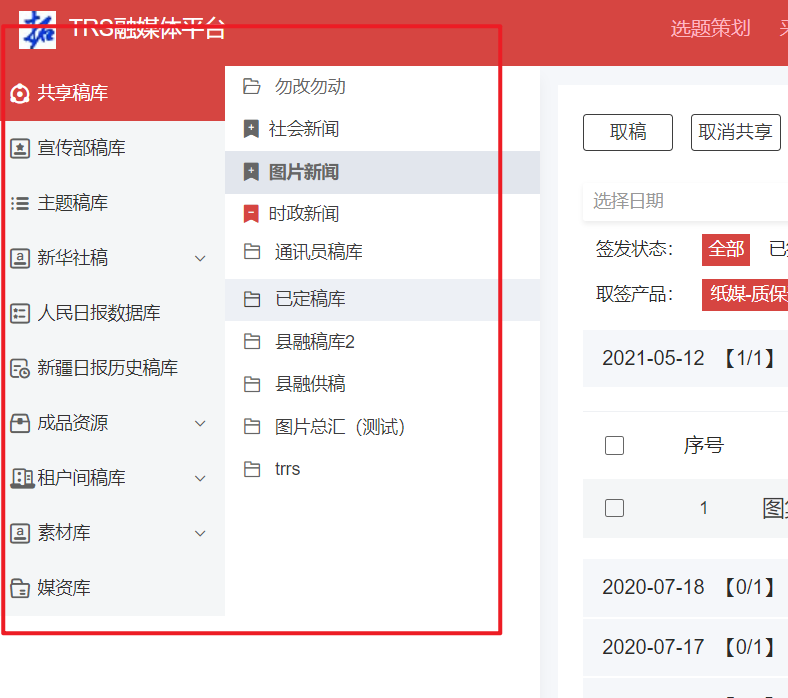 TRS融媒体平台
选题策划
共享稿库
宣传部稿库
主题稿库
新华社稿
人民日报数据库
新疆日报历史稿库
成品资源
租户间稿库
素材库
媒资库
勿改勿动
社会新闻
图片新闻
时政新闻
通讯员稿库
已定稿库
县融稿库2
县融供稿
图片总汇（测试）
trrs
取稿 取消共享
选择日期
签发状态： 全部
取签产品： 纸媒-质保
2021-05-12 【1/1】
序号
1
2020-07-18 【0/1】
2020-07-17 【0/1】